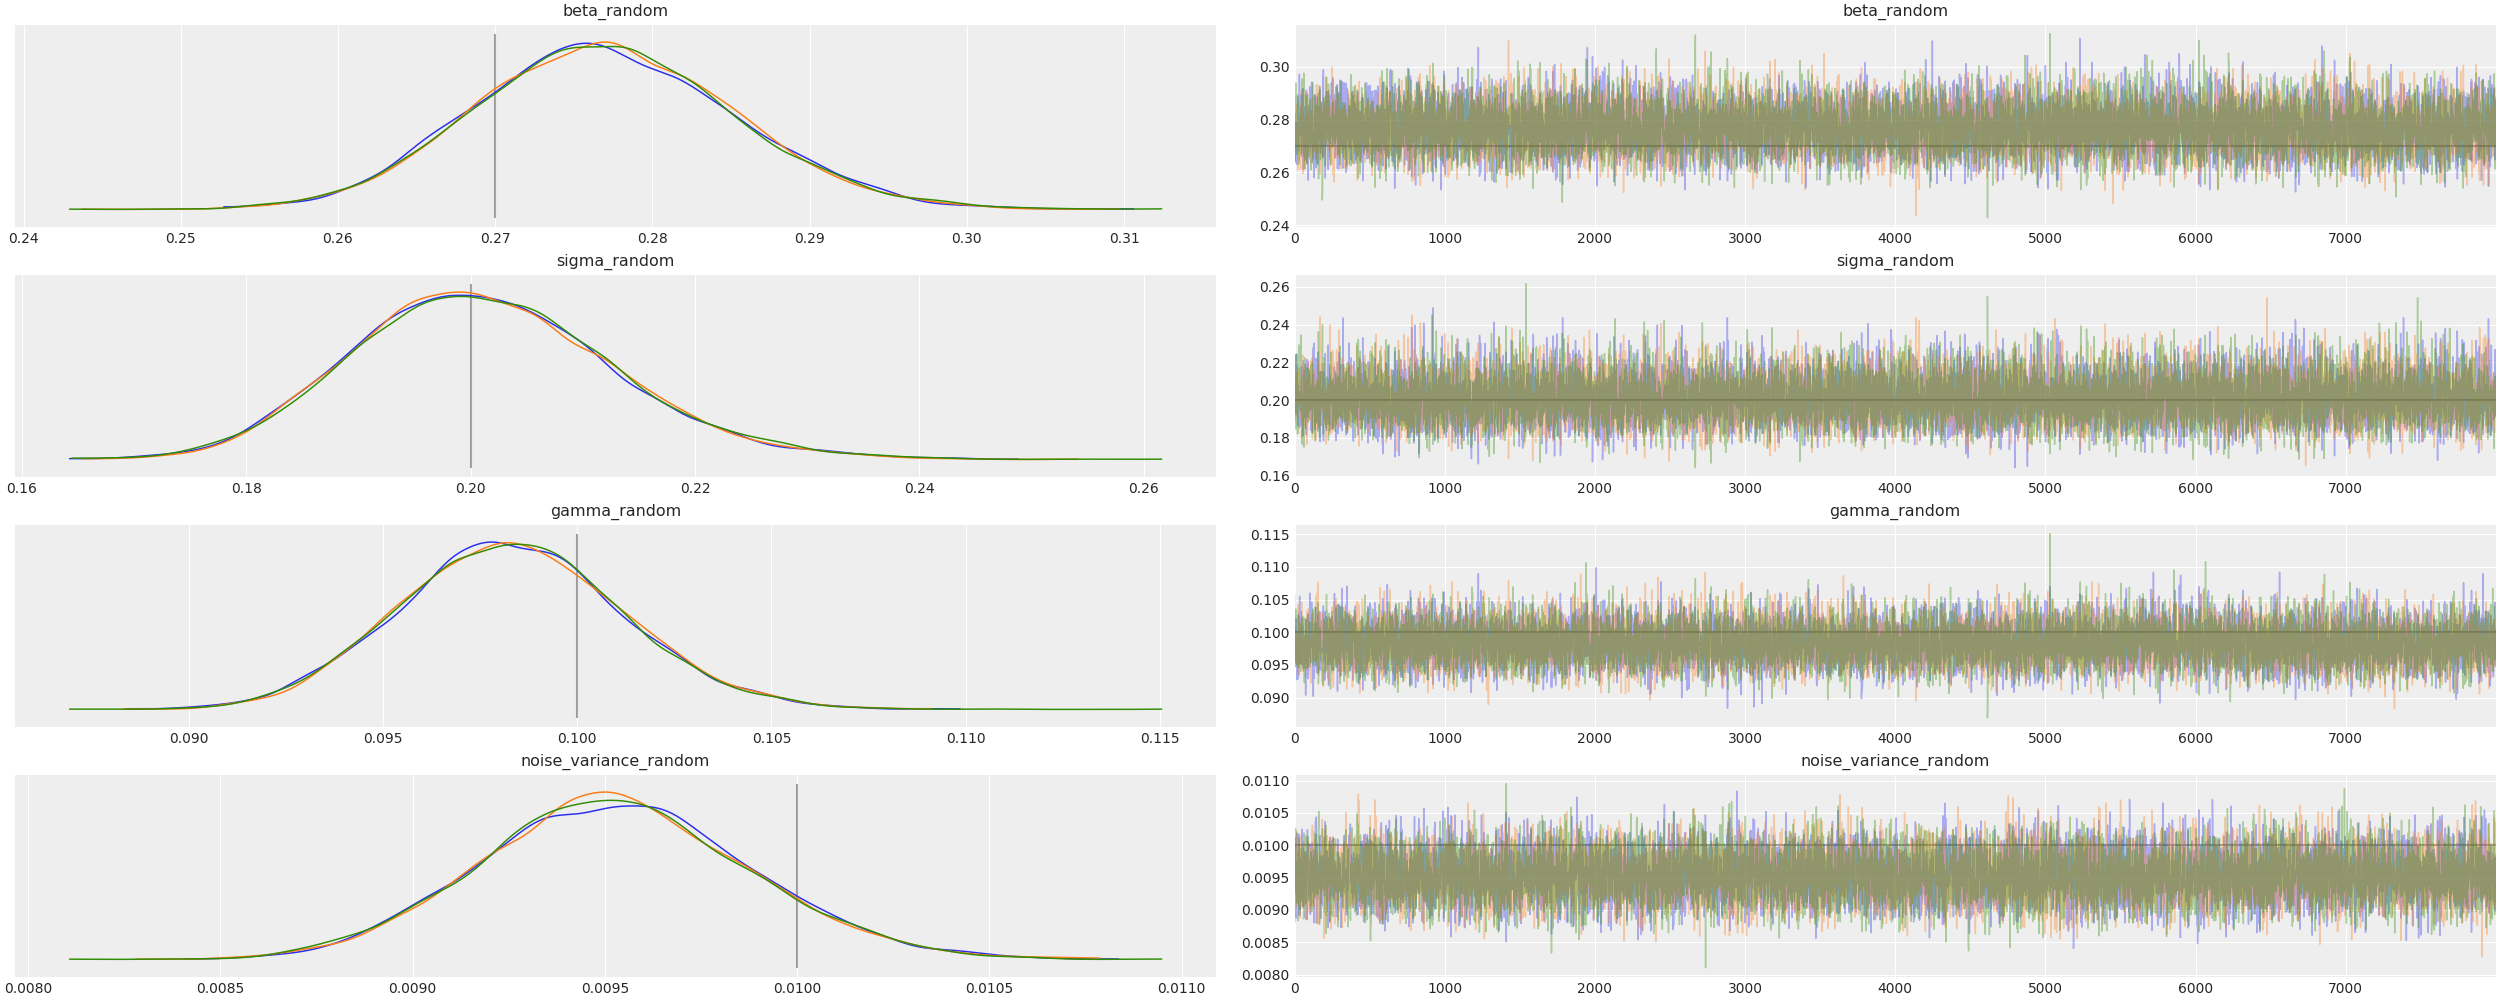 beta_random beta_random
0.30
0.28
0.26
0.24
0.24 0.25 0.26 0.27 0.28 0.29 0.30 0.31 0 1000 2000 3000 4000 5000 6000 7000
sigma_random sigma_random
0.26
0.24
0.22
0.20
0.18
0.16
0.16 0.18 0.20 0.22 0.24 0.26 0 1000 2000 3000 4000 5000 6000 7000
gamma_random gamma_random
0.115
0.110
0.105
0.100
0.095
0.090
0.090 0.095 0.100 0.105 0.110 0.115 0 1000 2000 3000 4000 5000 6000 7000
noise_variance_random noise_variance_random
0.0110
0.0105
0.0100
0.0095
0.0090
0.0085
0.0080
0.0080 0.0085 0.0090 0.0095 0.0100 0.0105 0.0110 0 1000 2000 3000 4000 5000 6000 7000